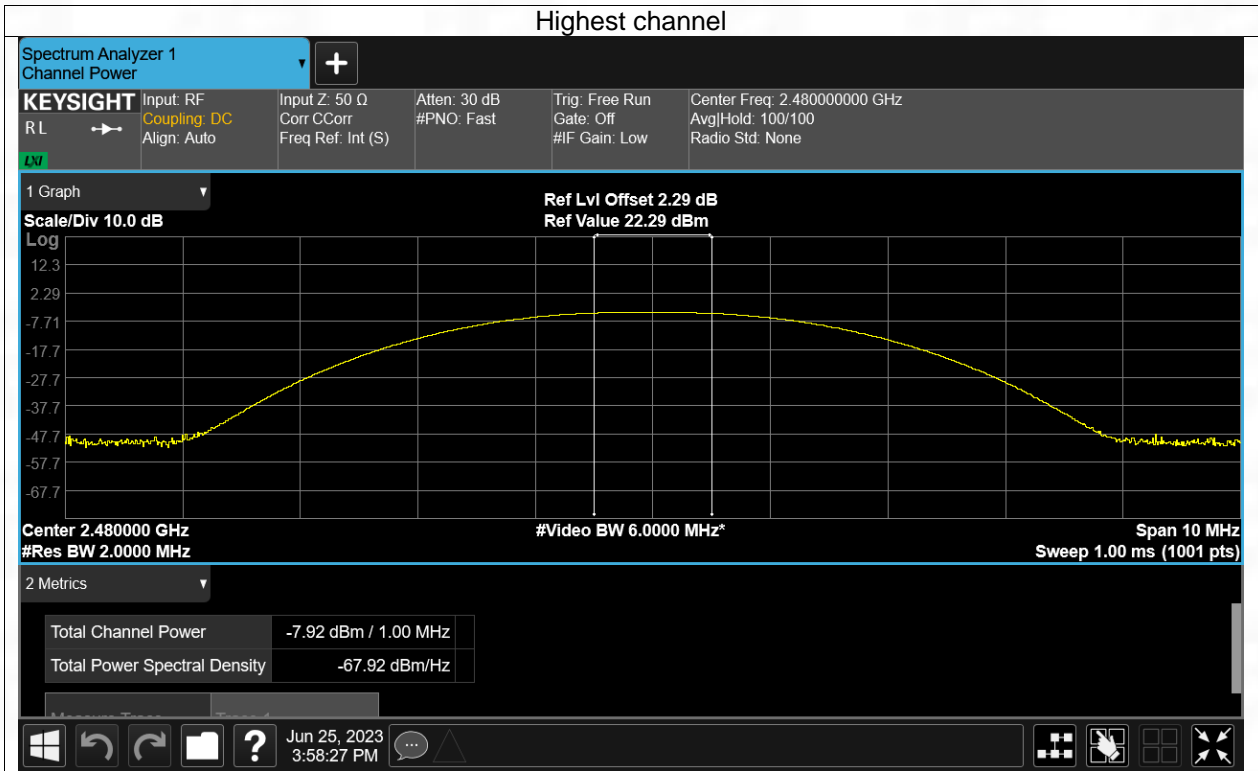 Highest channel
Spectrum Analyzer 1
Channel Power
KEYSIGHT Input: RF Input Z: 50 Ω Atten: 30 dB Trig: Free Run Center Freq: 2.480000000 GHz
RL Coupling: DC Corr CCorr #PNO: Fast Gate: Off Avg|Hold: 100/100
Align: Auto Freq Ref: Int (S) #IF Gain: Low Radio Std: None
LXI
1 Graph
Ref Lvl Offset 2.29 dB
Scale/Div 10.0 dB Ref Value 22.29 dBm
Log
12.3
2.29
-7.71
-17.7
-27.7
-37.7
-47.7
-57.7
-67.7
Center 2.480000 GHz #Video BW 6.0000 MHz* Span 10 MHz
#Res BW 2.0000 MHz Sweep 1.00 ms (1001 pts)
2 Metrics
Total Channel Power -7.92 dBm / 1.00 MHz
Total Power Spectral Density -67.92 dBm/Hz
? Jun 25, 2023
3:58:27 PM